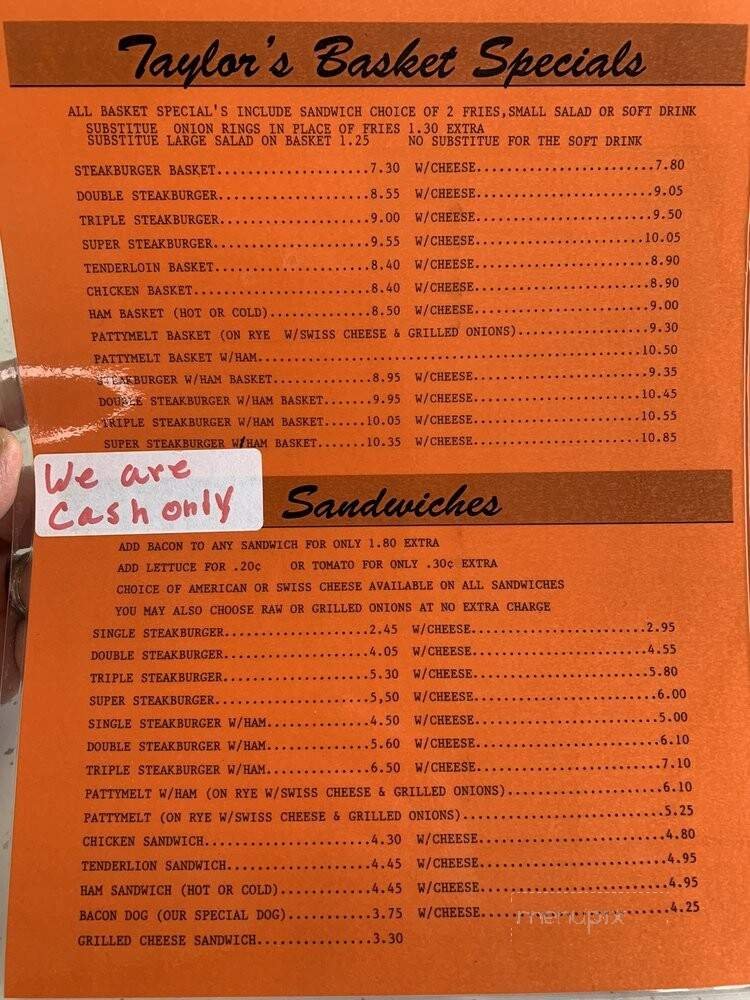 Taylor's Basket Specials
ALL BASKET SPECIAL'S INCLUDE SANDWICH CHOICE OF 2 FRIES,SMALL SALAD OR SOFT DRINK
SUBSTITUE ONION RINGS IN PLACE OF FRIES 1.30 EXTRA
SUBSTITUTE LARGE SALAD ON BASKET 1.25 NO SUBSTITUE FOR THE SOFT DRINK
STEAKBURGER BASKET...................7.30 W/CHEESE........................7.80
DOUBLE STEAKBURGER...................8.55 W/CHEESE........................9.05
TRIPLE STEAKBURGER...................9.00 W/CHEESE........................9.50
SUPER STEAKBURGER...................9.55 W/CHEESE.......................10.05
TENDERLOIN BASKET...................8.40 W/CHEESE........................8.90
CHICKEN BASKET......................8.40 W/CHEESE........................8.90
HAM BASKET (HOT OR COLD)............8.50 W/CHEESE........................9.00
PATTYMELT BASKET (ON RYE W/SWISS CHEESE & GRILLED ONIONS)..................9.30
PATTYMELT BASKET W/HAM....................................................10.50
STEAKBURGER W/HAM BASKET............8.95 W/CHEESE........................9.35
DOUBLE STEAKBURGER W/HAM BASKET.....9.95 W/CHEESE.......................10.45
TRIPLE STEAKBURGER W/HAM BASKET....10.05 W/CHEESE.......................10.55
SUPER STEAKBURGER W/HAM BASKET.....10.35 W/CHEESE.......................10.85
We are
Cash only
Sandwiches
ADD BACON TO ANY SANDWICH FOR ONLY 1.80 EXTRA
ADD LETTUCE FOR .20¢ OR TOMATO FOR ONLY .30¢ EXTRA
CHOICE OF AMERICAN OR SWISS CHEESE AVAILABLE ON ALL SANDWICHES
YOU MAY ALSO CHOOSE RAW OR GRILLED ONIONS AT NO EXTRA CHARGE
SINGLE STEAKBURGER..................2.45 W/CHEESE........................2.95
DOUBLE STEAKBURGER..................4.05 W/CHEESE........................4.55
TRIPLE STEAKBURGER..................5.30 W/CHEESE........................5.80
SUPER STEAKBURGER...................5,50 W/CHEESE........................6.00
SINGLE STEAKBURGER W/HAM............4.50 W/CHEESE........................5.00
DOUBLE STEAKBURGER W/HAM............5.60 W/CHEESE........................6.10
TRIPLE STEAKBURGER W/HAM............6.50 W/CHEESE........................7.10
PATTYMELT W/HAM (ON RYE W/SWISS CHEESE & GRILLED ONIONS)...................6.10
PATTYMELT (ON RYE W/SWISS CHEESE & GRILLED ONIONS).........................5.25
CHICKEN SANDWICH....................4.30 W/CHEESE........................4.80
TENDERLION SANDWICH.................4.45 W/CHEESE........................4.95
HAM SANDWICH (HOT OR COLD)..........4.45 W/CHEESE........................4.95
BACON DOG (OUR SPECIAL DOG).........3.75 W/CHEESE........................4.25
menupix
GRILLED CHEESE SANDWICH.............3.30